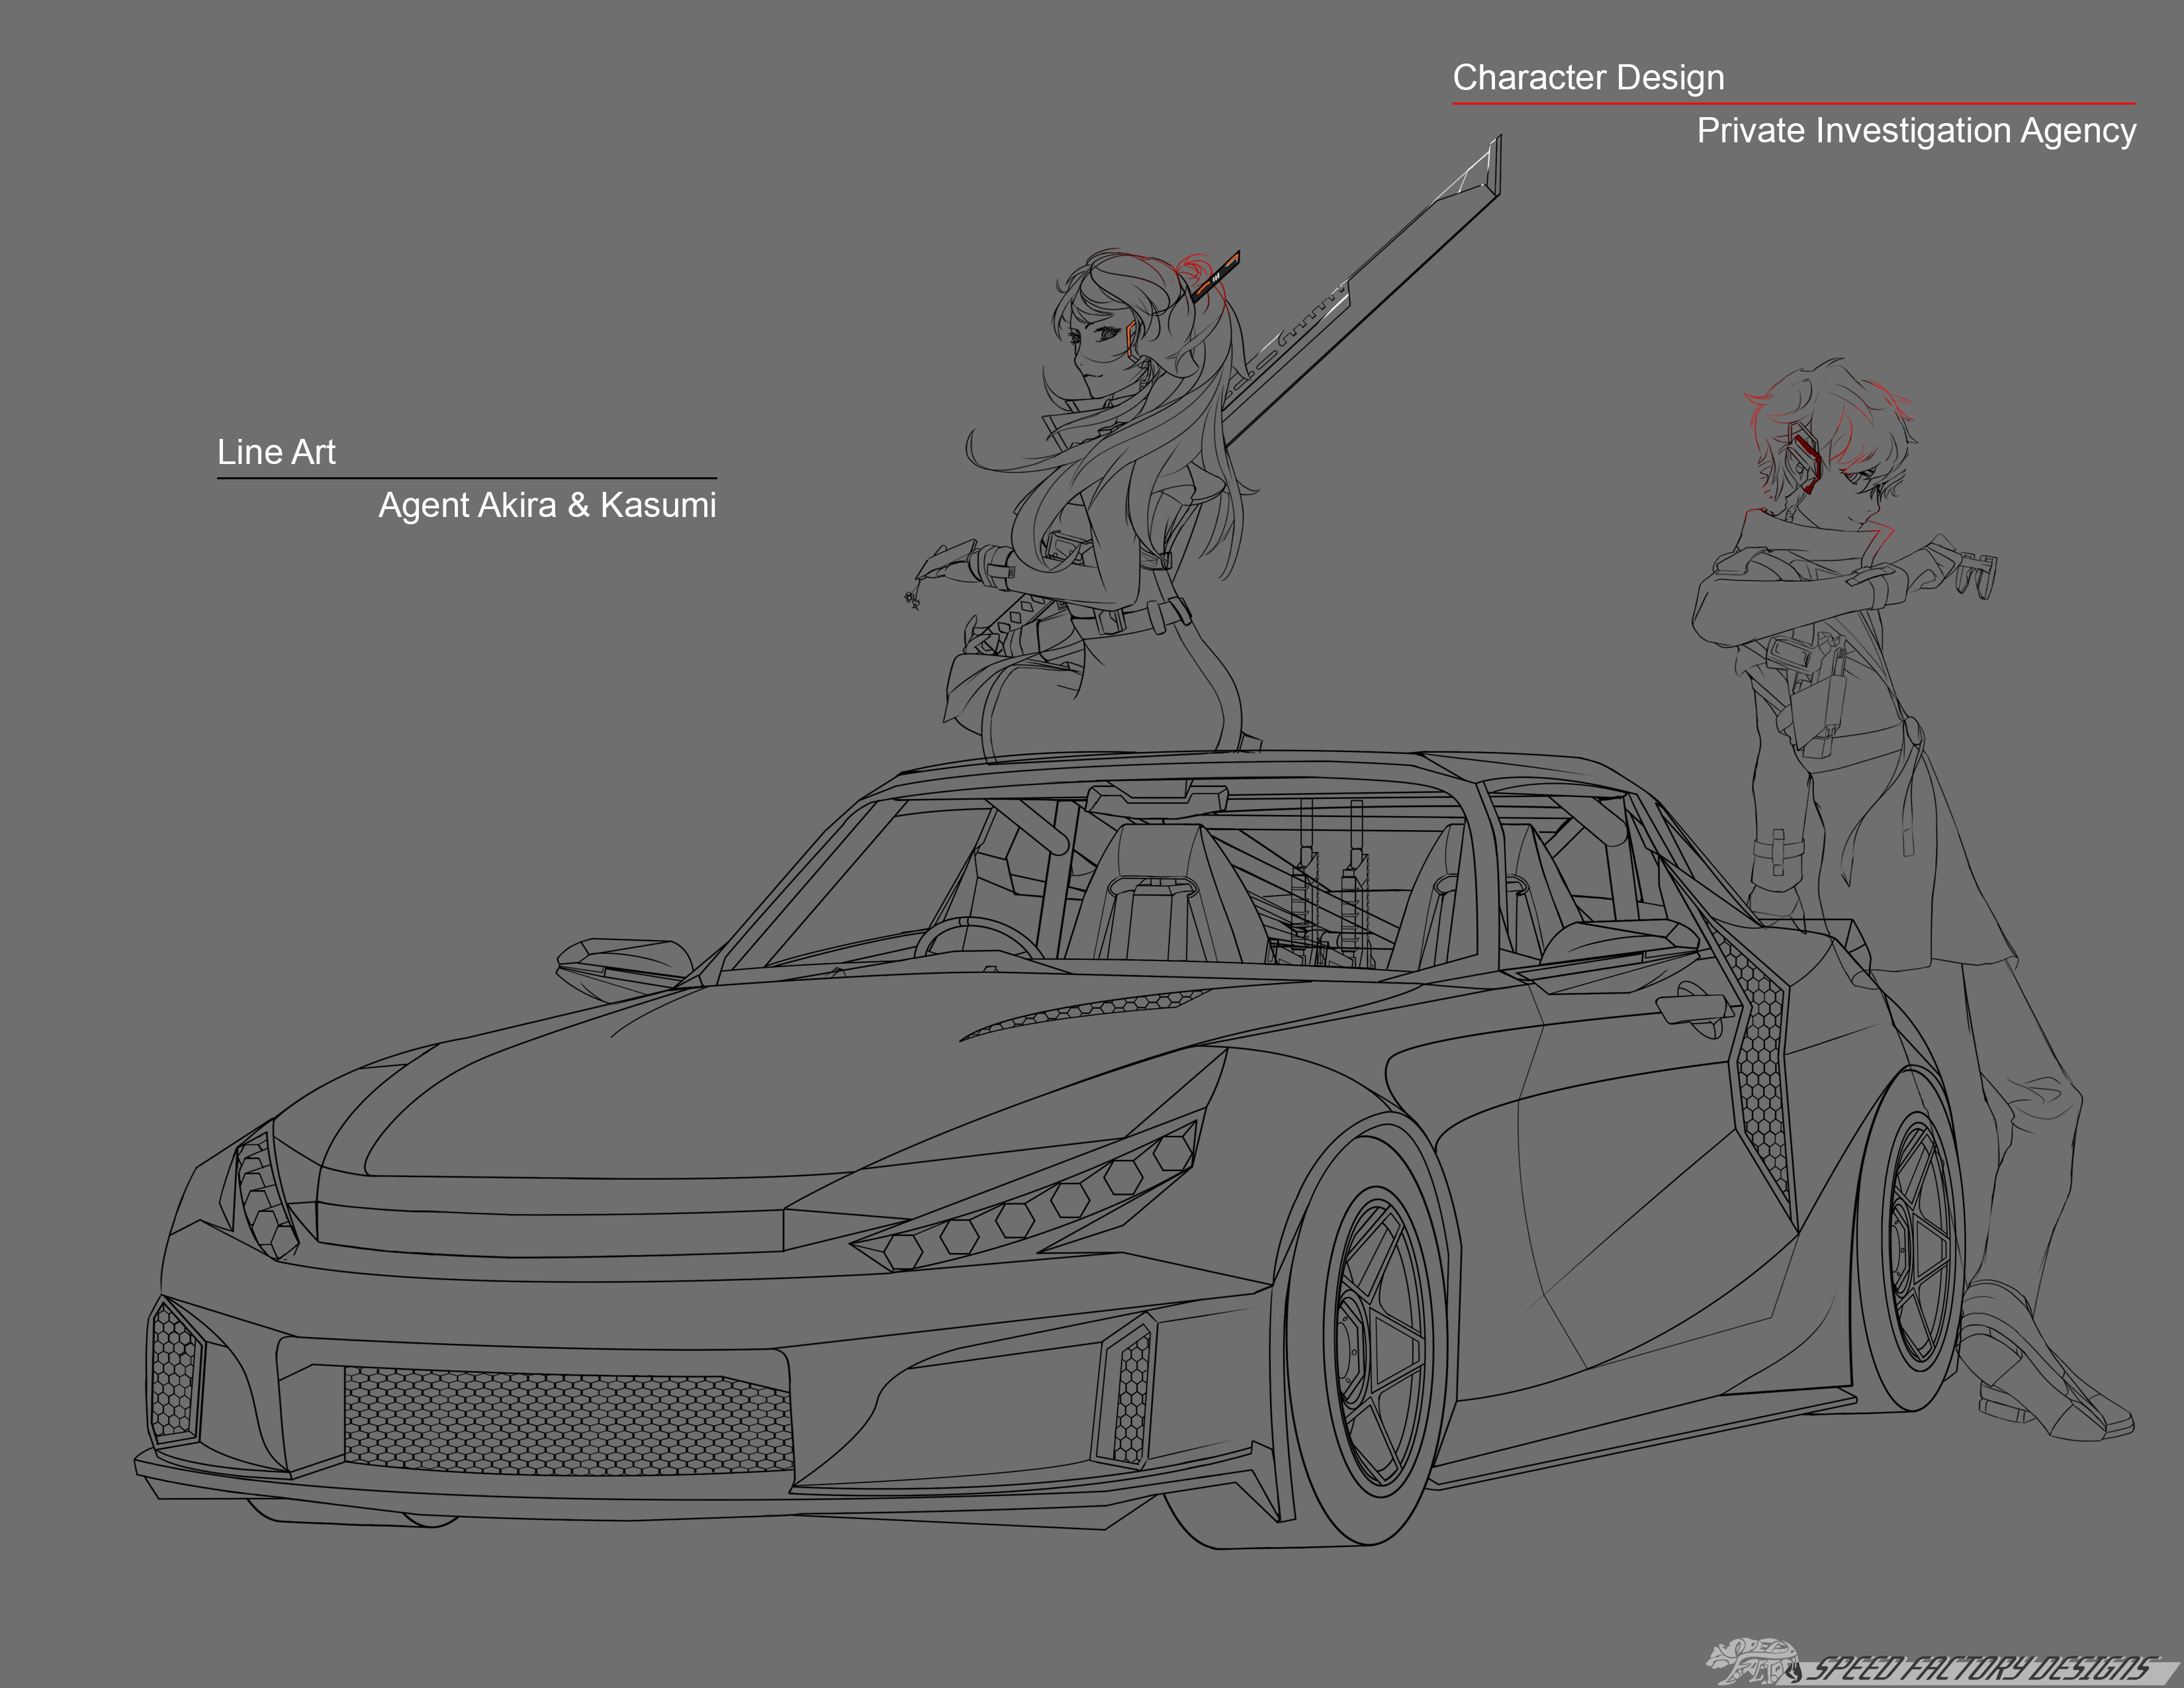 Character Design
Private Investigation Agency
Line Art
Agent Akira & Kasumi
SPEED FACTORY DESIGNS